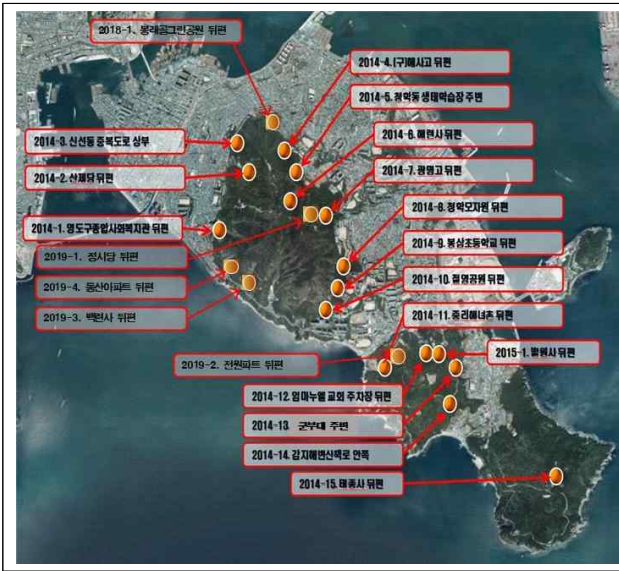 2018-1. 봉래골그린공원 뒤편
2014-4. (구)해사고 뒤편
2014-5. 청학동 생태학습장 주변
2014-3. 신선동 중복도로 상부
2014-6. 해련사 뒤편
2014-2. 산제당 뒤편
2014-7. 광명고 뒤편
2014-8. 청학모자원 뒤편
2014-1. 영도구종합사회복지관 뒤편
2014-9. 봉삼초등학교 뒤편
2019-1. 정시당 뒤편
2014-10. 절영공원 뒤편
2019-4. 동산아파트 뒤편
2014-11. 중리해녀촌 뒤편
2019-3. 백련사 뒤편
2015-1. 발원사 뒤편
2019-2. 전원파트 뒤편
2014-12. 임마누엘 교회 주차장 뒤편
2014-13. 군부대 주변
2014-14. 감지해변산책로 안쪽
2014-15. 태종사 뒤편